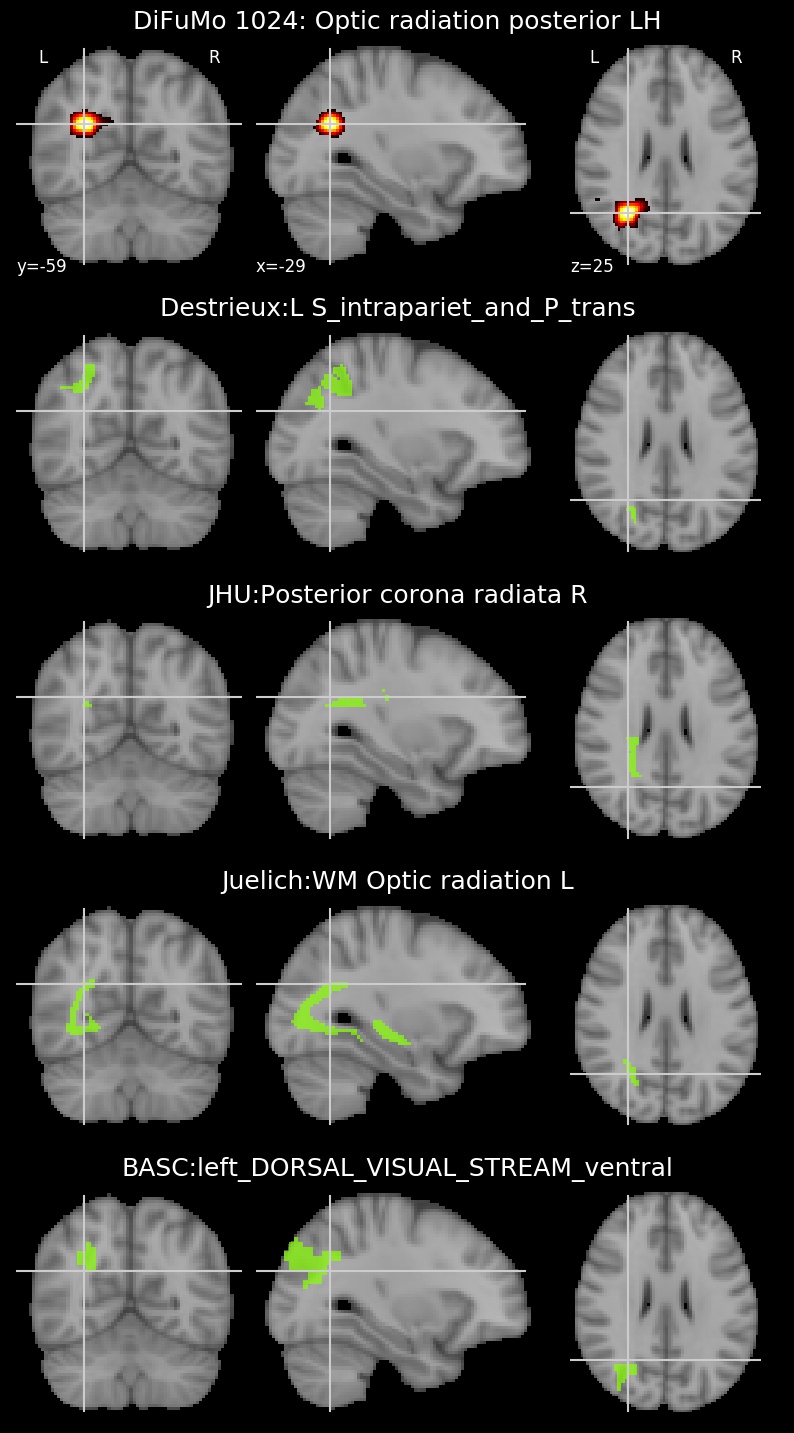 DiFuMo 1024: Optic radiation posterior LH
L R L R
y=-59 x=-29 z=25
Destrieux:L S_intrapariet_and_P_trans
JHU:Posterior corona radiata R
Juelich:WM Optic radiation L
BASC:left_DORSAL_VISUAL_STREAM_ventral